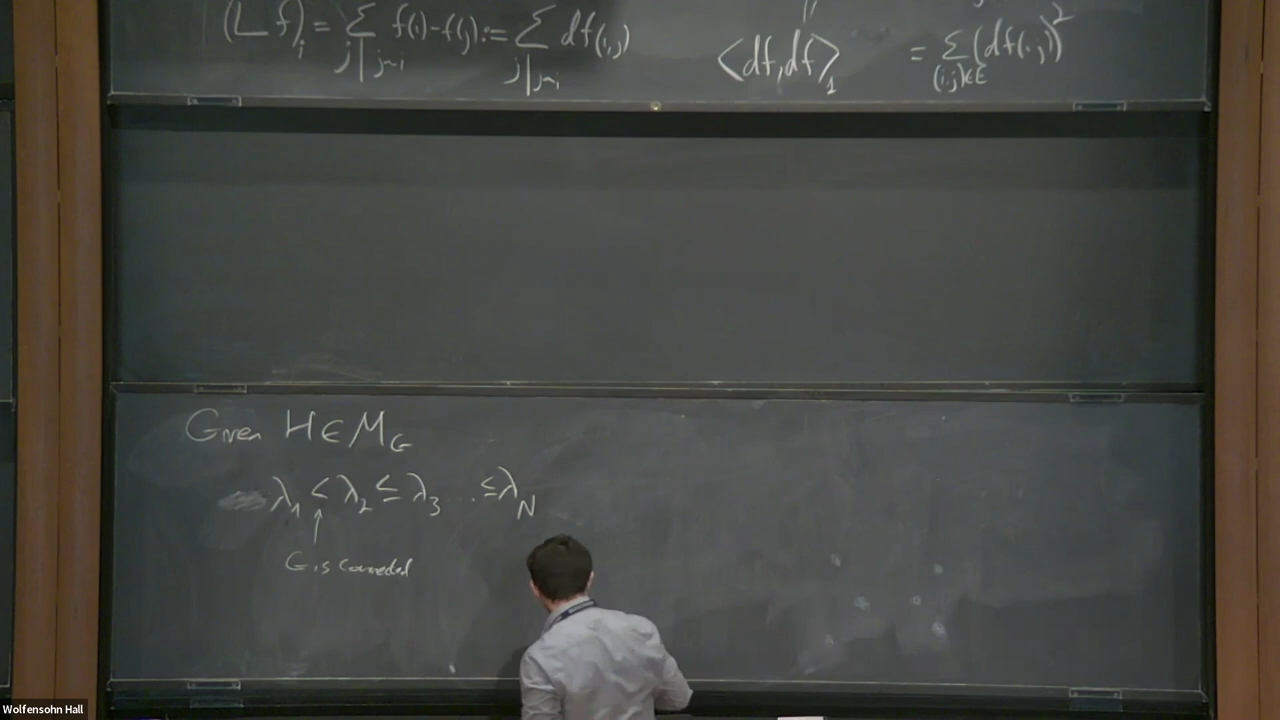 (L f)_i = Σ_{j|j~i} f(i)-f(j) := Σ_{j|j~i} df(i,j)
<df,df>_1 = Σ_{(i,j)∈E} (df(i,j))^2
Given H ∈ M_G
λ_1 < λ_2 ≤ λ_3 ... ≤ λ_N
↑
G is connected
Wolfensohn Hall